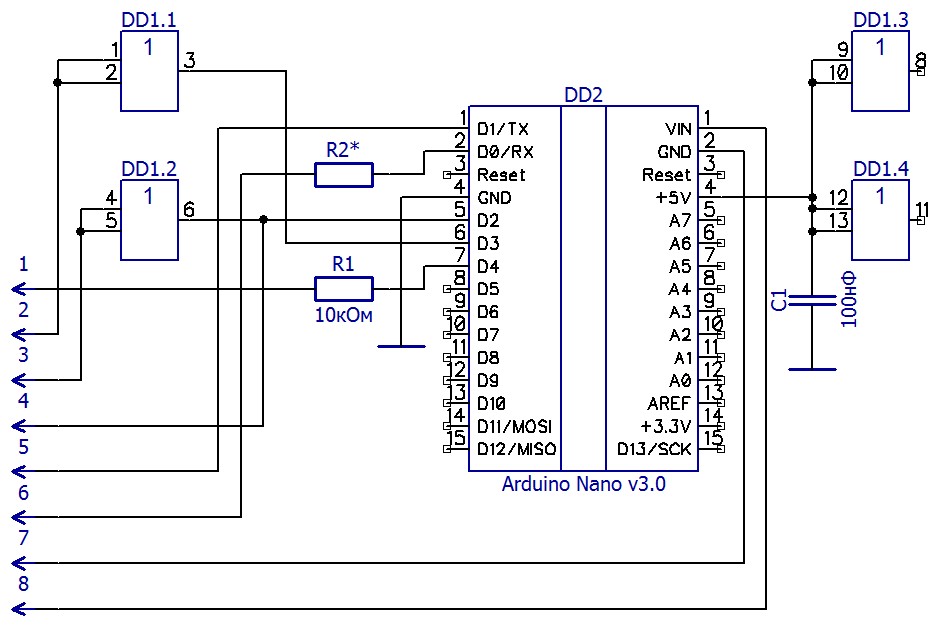 DD1.1
1
1
2
3
DD1.2
1
4
5
6
DD1.3
1
9
10
8
DD1.4
1
12
13
11
DD2
1 D1/TX
2 D0/RX
3 Reset
4 GND
5 D2
6 D3
7 D4
8 D5
9 D6
10 D7
11 D8
12 D9
13 D10
14 D11/MOSI
15 D12/MISO
VIN 1
GND 2
Reset 3
+5V 4
A7 5
A6 6
A5 7
A4 8
A3 9
A2 10
A1 11
A0 12
AREF 13
+3.3V 14
D13/SCK 15
Arduino Nano v3.0
R2*
R1
10кОм
C1
100нФ
1
2
3
4
5
6
7
8